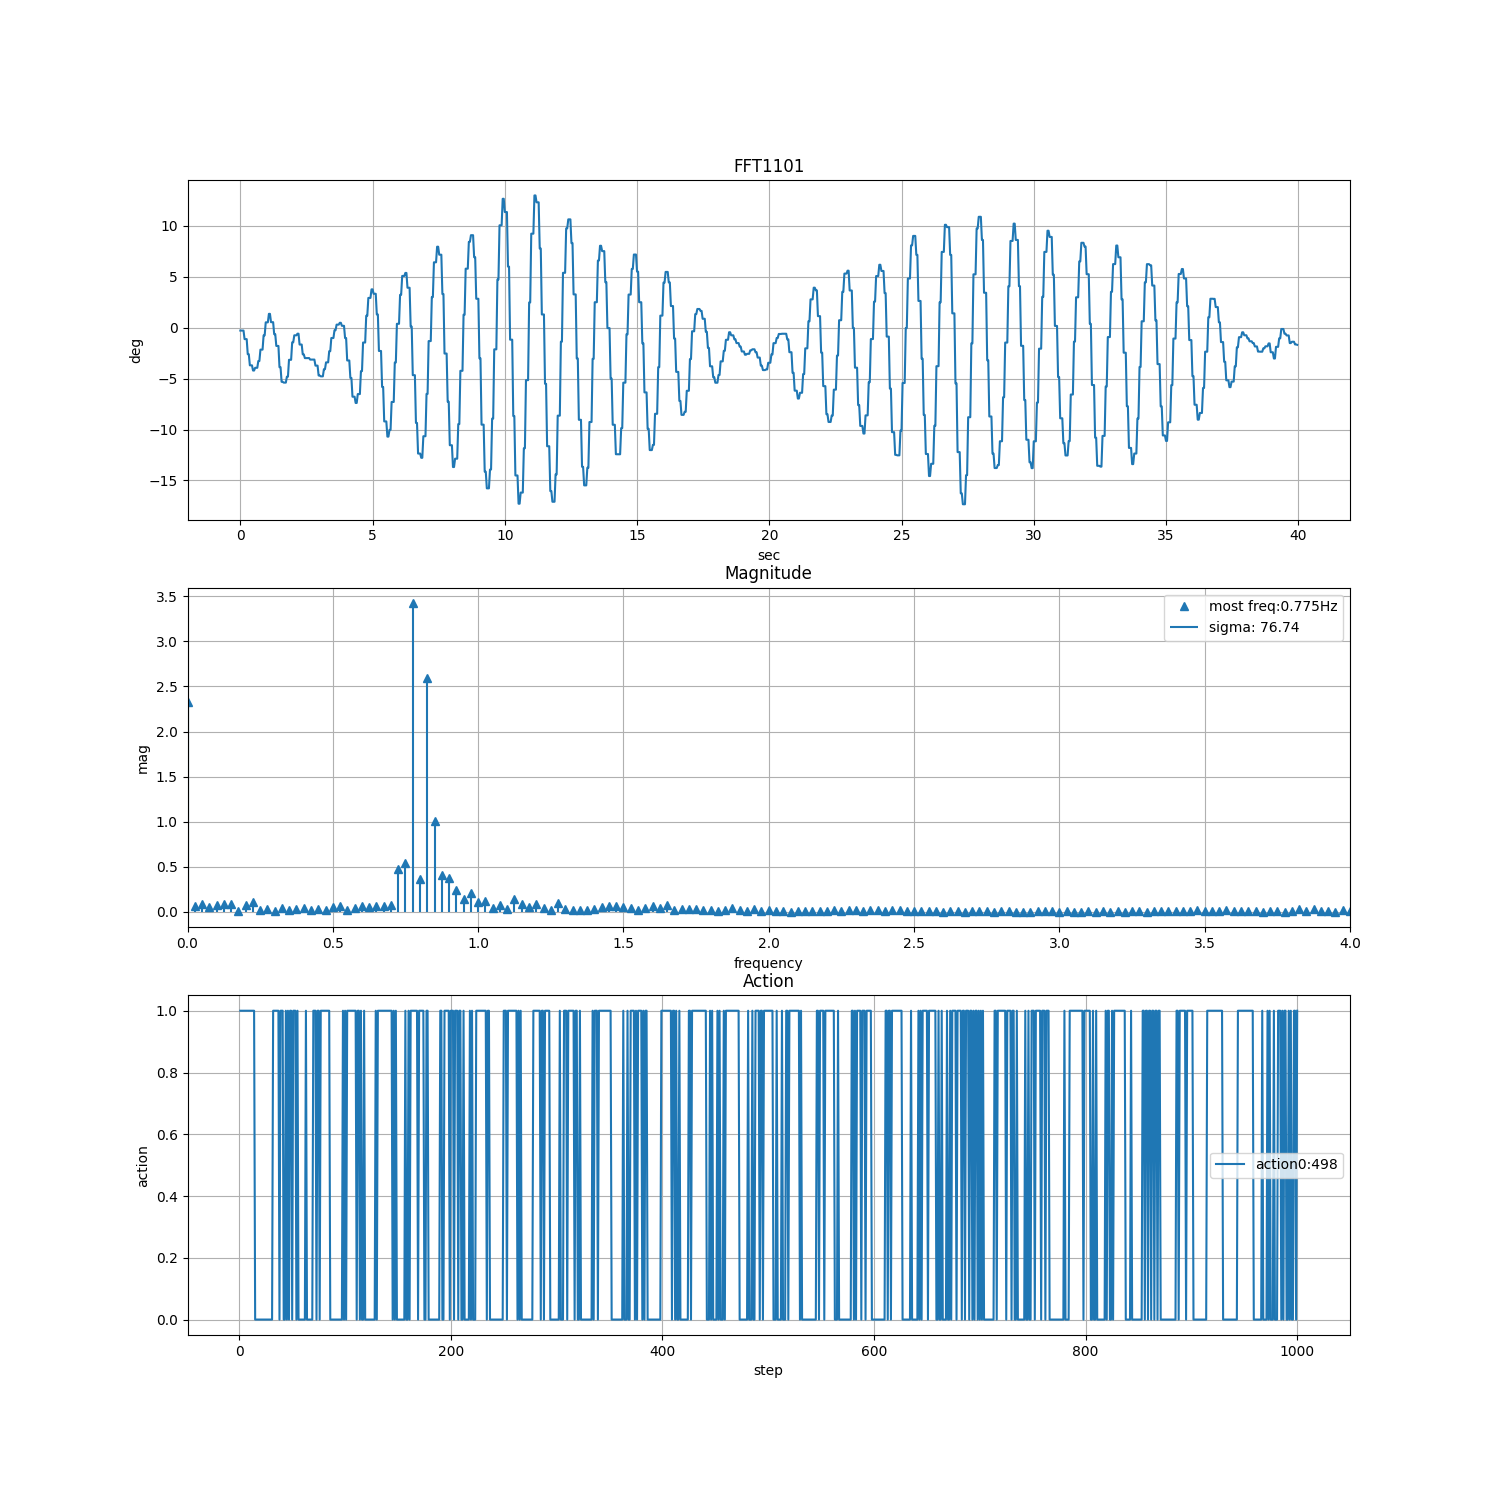 FFT1101
10
5
0
−5
−10
−15
deg
0 5 10 15 20 25 30 35 40
sec
Magnitude
3.5
3.0
2.5
2.0
1.5
1.0
0.5
0.0
mag
most freq:0.775Hz
sigma: 76.74
0.0 0.5 1.0 1.5 2.0 2.5 3.0 3.5 4.0
frequency
Action
1.0
0.8
0.6
0.4
0.2
0.0
action
action0:498
0 200 400 600 800 1000
step